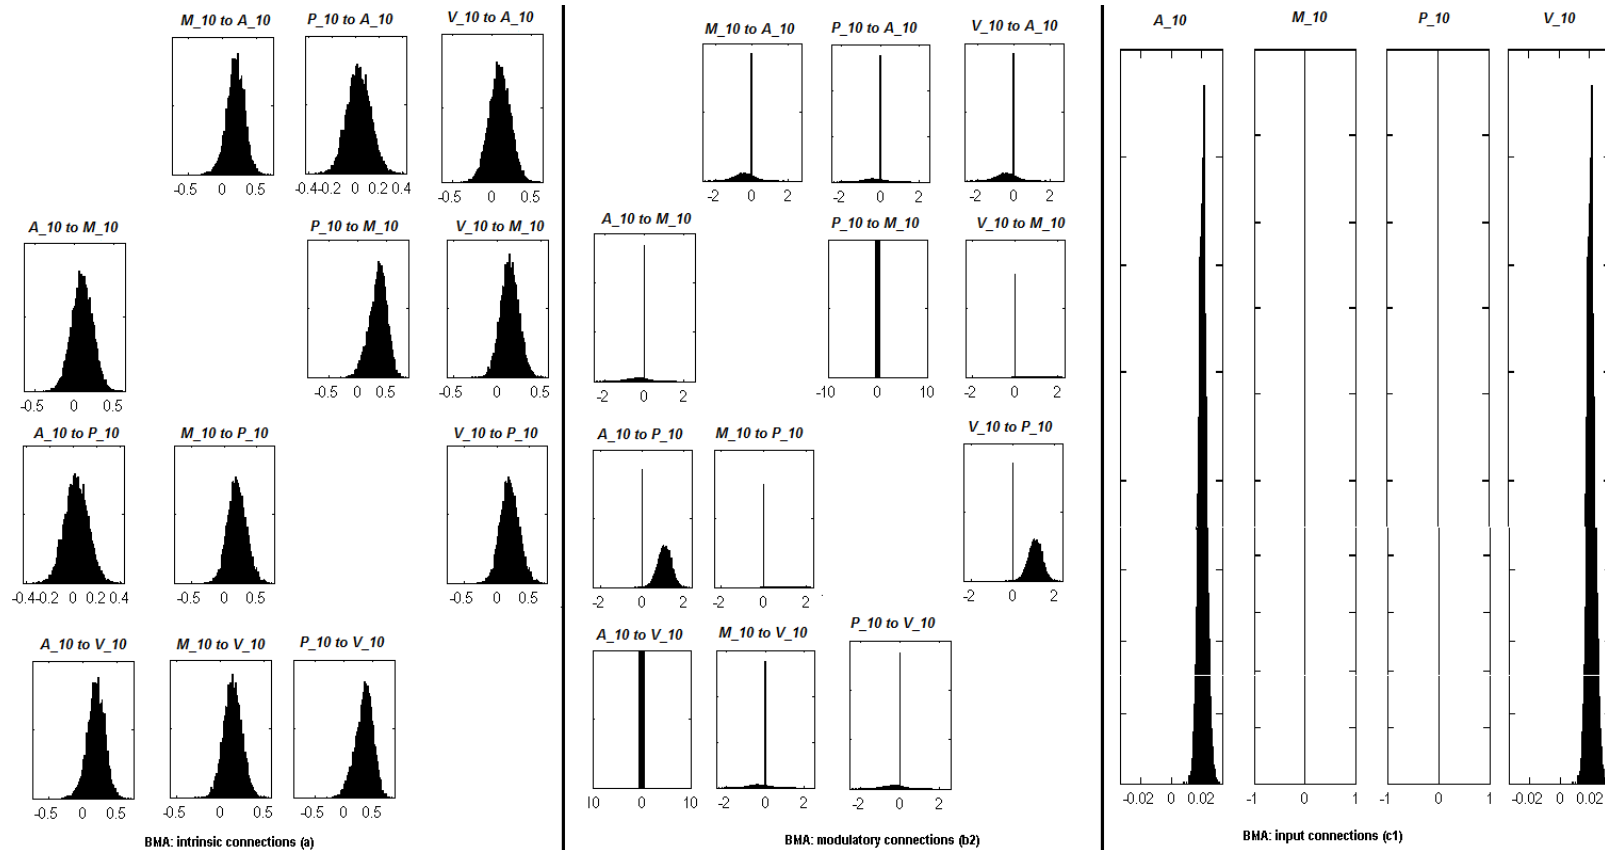 M_10 to A_10
P_10 to A_10
V_10 to A_10
-0.5 0 0.5
-0.4-0.2 0 0.2 0.4
-0.5 0 0.5
A_10 to M_10
P_10 to M_10
V_10 to M_10
-0.5 0 0.5
-0.5 0 0.5
-0.5 0 0.5
A_10 to P_10
M_10 to P_10
V_10 to P_10
-0.4-0.2 0 0.2 0.4
-0.5 0 0.5
-0.5 0 0.5
A_10 to V_10
M_10 to V_10
P_10 to V_10
-0.5 0 0.5
-0.5 0 0.5
-0.5 0 0.5
BMA: intrinsic connections (a)
M_10 to A_10
P_10 to A_10
V_10 to A_10
-2 0 2
-2 0 2
-2 0 2
A_10 to M_10
P_10 to M_10
V_10 to M_10
-2 0 2
-10 0 10
-2 0 2
A_10 to P_10
M_10 to P_10
V_10 to P_10
-2 0 2
-2 0 2
-2 0 2
A_10 to V_10
M_10 to V_10
P_10 to V_10
10 0 10
-2 0 2
-2 0 2
BMA: modulatory connections (b2)
A_10
M_10
P_10
V_10
-0.02 0 0.02
-1 0 1
-1 0 1
-0.02 0 0.02
BMA: input connections (c1)